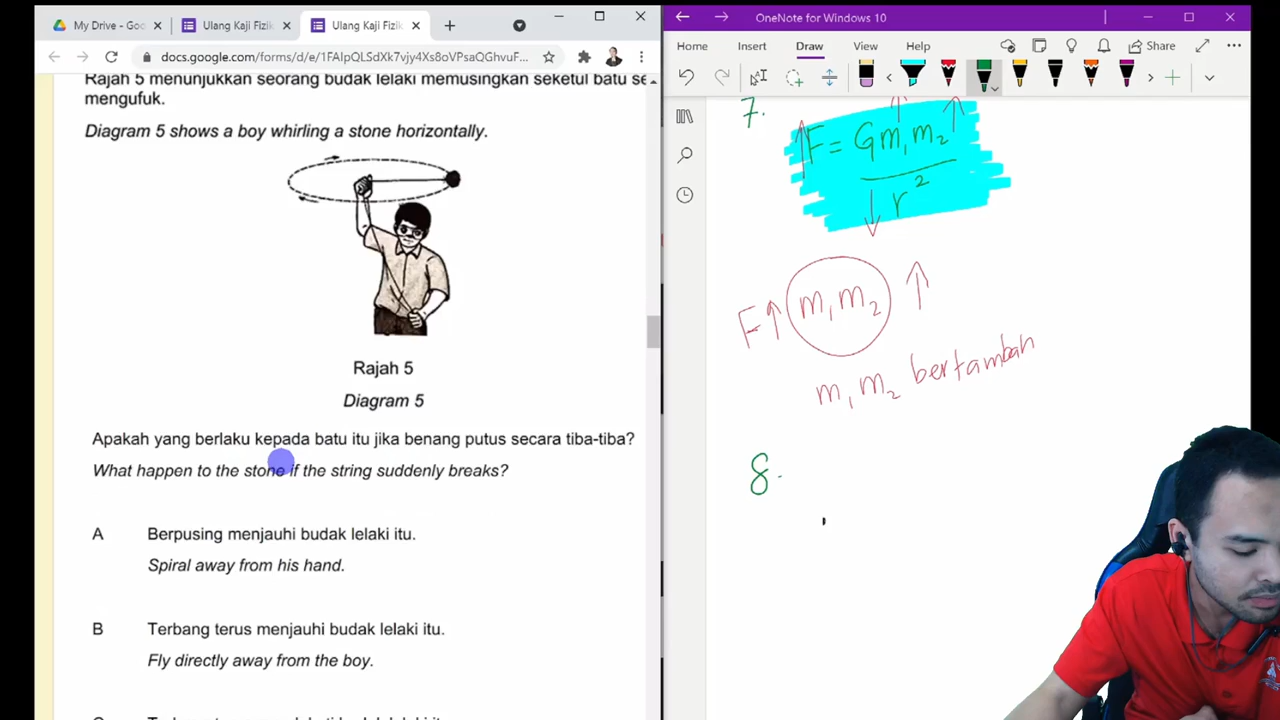 My Drive - Goo
Ulang Kaji Fizik
Ulang Kaji Fizik
docs.google.com/forms/d/e/1FAIpQLSdXk7vjy4Xs8oVPsaQGhvuF...
Rajah 5 menunjukkan seorang budak lelaki memusingkan seketul batu se
mengufuk.
Diagram 5 shows a boy whirling a stone horizontally.
Rajah 5
Diagram 5
Apakah yang berlaku kepada batu itu jika benang putus secara tiba-tiba?
What happen to the stone if the string suddenly breaks?
A Berpusing menjauhi budak lelaki itu.
Spiral away from his hand.
B Terbang terus menjauhi budak lelaki itu.
Fly directly away from the boy.
OneNote for Windows 10
Home Insert Draw View Help Share
7.
↑F = Gm₁m₂
r²
F↑ m₁m₂ ↑
m₁m₂ bertambah
8.